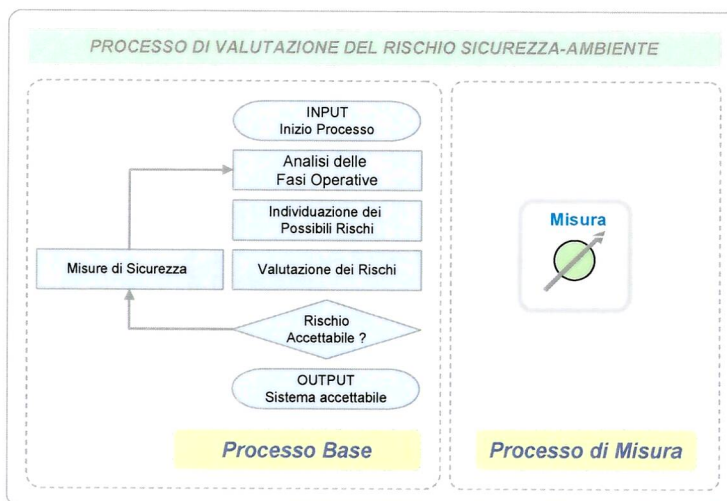 PROCESSO DI VALUTAZIONE DEL RISCHIO SICUREZZA-AMBIENTE
INPUT
Inizio Processo
Analisi delle
Fasi Operative
Individuazione dei
Possibili Rischi
Misure di Sicurezza
Valutazione dei Rischi
Rischio
Accettabile ?
OUTPUT
Sistema accettabile
Processo Base
Misura
Processo di Misura